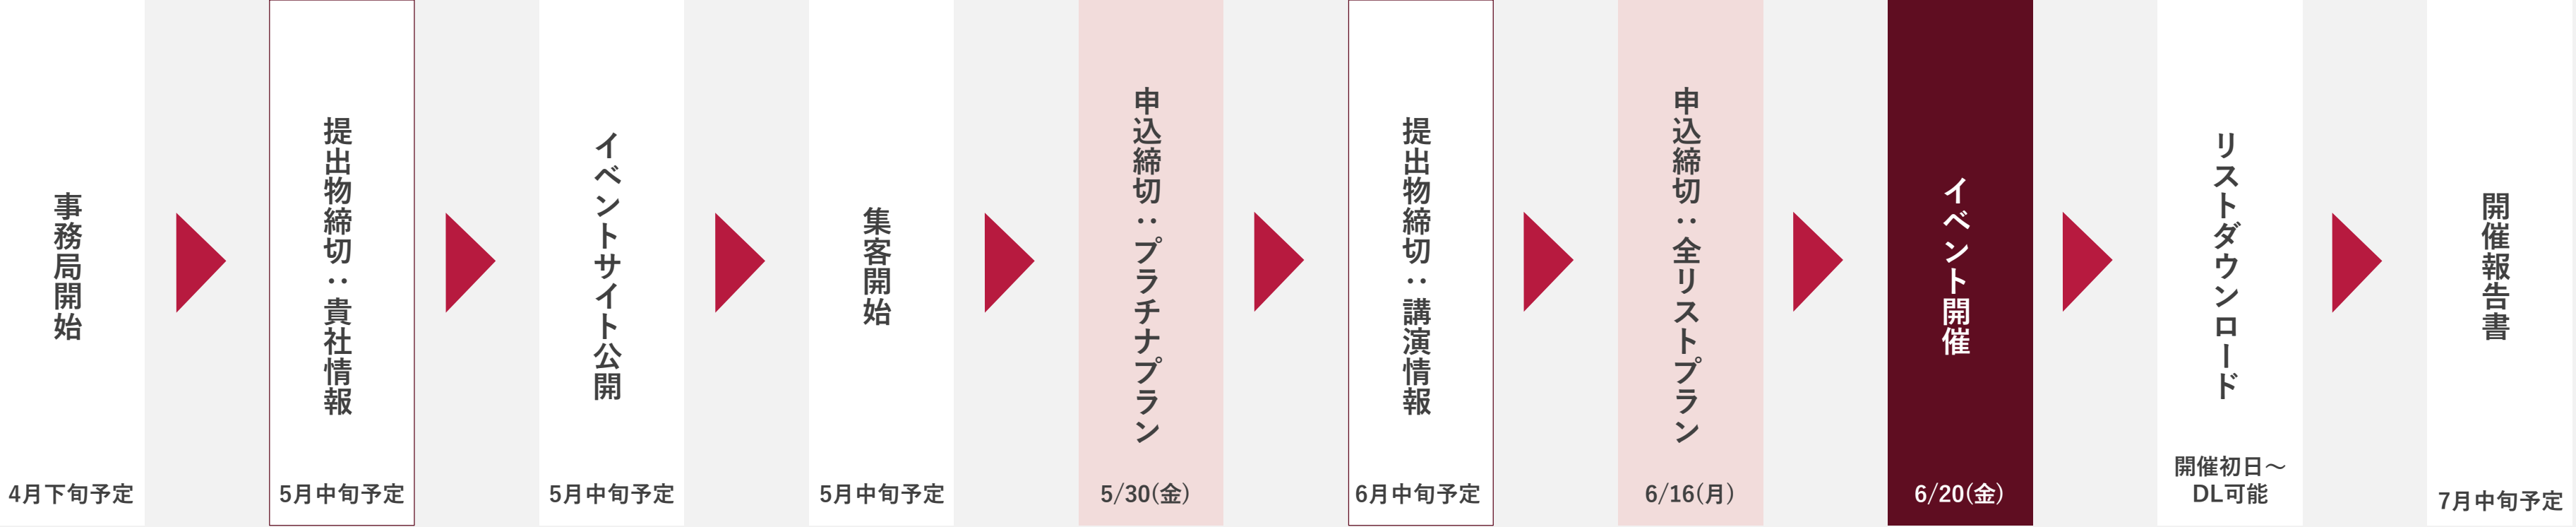 事務局開始
4月下旬予定
提出物締切：貴社情報
5月中旬予定
イベントサイト公開
5月中旬予定
集客開始
5月中旬予定
申込締切：プラチナプラン
5/30(金)
提出物締切：講演情報
6月中旬予定
申込締切：全リストプラン
6/16(月)
イベント開催
6/20(金)
リストダウンロード
開催初日～
DL可能
開催報告書
7月中旬予定